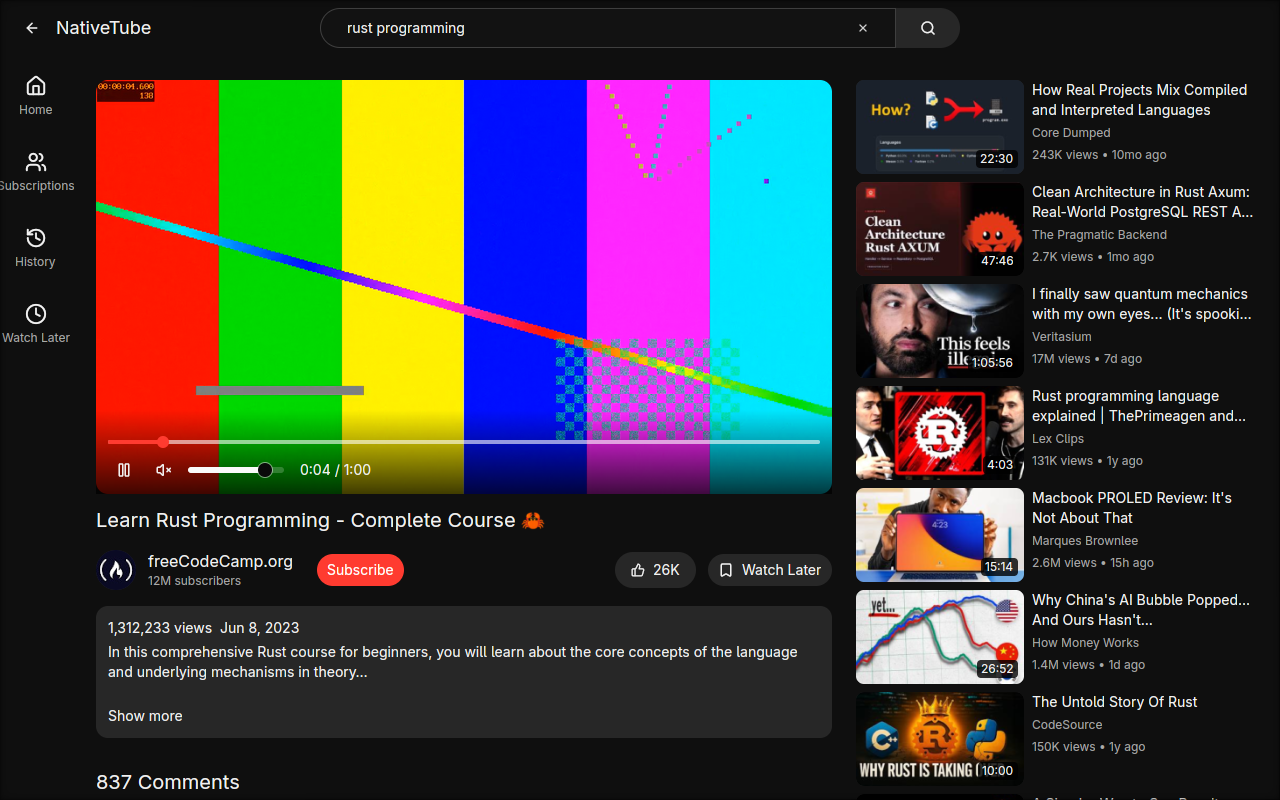 NativeTube
rust programming
Home
Subscriptions
History
Watch Later
00:00:04.600
138
0:04 / 1:00
Learn Rust Programming - Complete Course 🦀
freeCodeCamp.org
12M subscribers
Subscribe
26K
Watch Later
1,312,233 views Jun 8, 2023
In this comprehensive Rust course for beginners, you will learn about the core concepts of the language
and underlying mechanisms in theory...
Show more
837 Comments
How?
Languages
22:30
How Real Projects Mix Compiled
and Interpreted Languages
Core Dumped
243K views • 10mo ago
Clean
Architecture
Rust AXUM
47:46
Clean Architecture in Rust Axum:
Real-World PostgreSQL REST A...
The Pragmatic Backend
2.7K views • 1mo ago
This feels
1:05:56
I finally saw quantum mechanics
with my own eyes... (It's spooki...
Veritasium
17M views • 7d ago
R
4:03
Rust programming language
explained | ThePrimeagen and...
Lex Clips
131K views • 1y ago
4:23
15:14
Macbook PROLED Review: It's
Not About That
Marques Brownlee
2.6M views • 15h ago
yet...
26:52
Why China's AI Bubble Popped...
And Ours Hasn't...
How Money Works
1.4M views • 1d ago
C++
R
WHY RUST IS TAKING
10:00
The Untold Story Of Rust
CodeSource
150K views • 1y ago